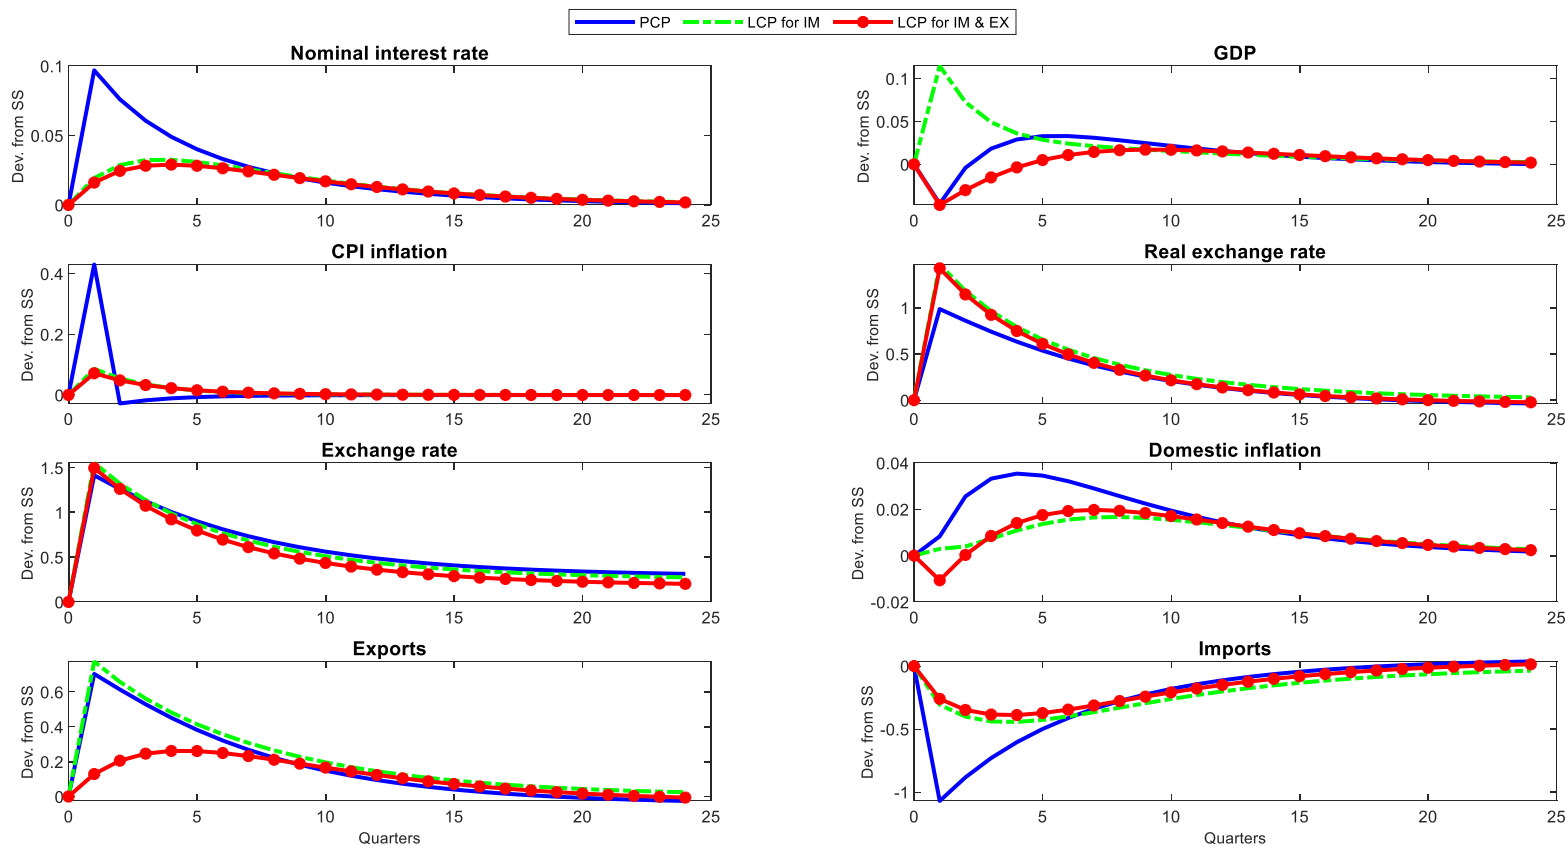 PCP LCP for IM LCP for IM & EX
Nominal interest rate
Dev. from SS
0.1
0.05
0
0 5 10 15 20 25
GDP
Dev. from SS
0.1
0.05
0
0 5 10 15 20 25
CPI inflation
Dev. from SS
0.4
0.2
0
0 5 10 15 20 25
Real exchange rate
Dev. from SS
1
0.5
0
0 5 10 15 20 25
Exchange rate
Dev. from SS
1.5
1
0.5
0
0 5 10 15 20 25
Domestic inflation
Dev. from SS
0.04
0.02
0
-0.02
0 5 10 15 20 25
Exports
Dev. from SS
0.6
0.4
0.2
0
0 5 10 15 20 25
Quarters
Imports
Dev. from SS
0
-0.5
-1
0 5 10 15 20 25
Quarters